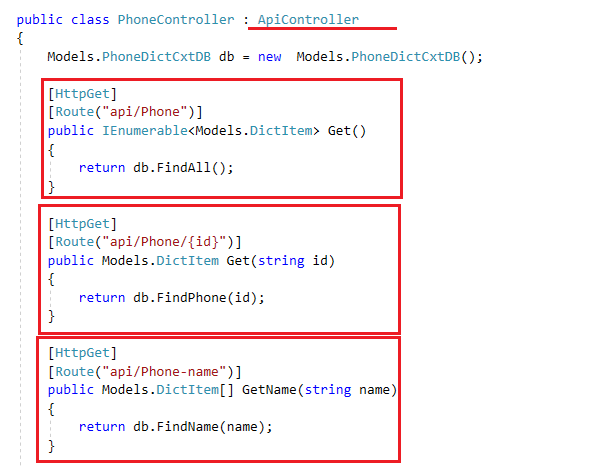 public class PhoneController : ApiController
{
Models.PhoneDictCxtDB db = new  Models.PhoneDictCxtDB();
[HttpGet]
[Route("api/Phone")]
public IEnumerable<Models.DictItem> Get()
{
return db.FindAll();
}
[HttpGet]
[Route("api/Phone/{id}")]
public Models.DictItem Get(string id)
{
return db.FindPhone(id);
}
[HttpGet]
[Route("api/Phone-name")]
public Models.DictItem[] GetName(string name)
{
return db.FindName(name);
}